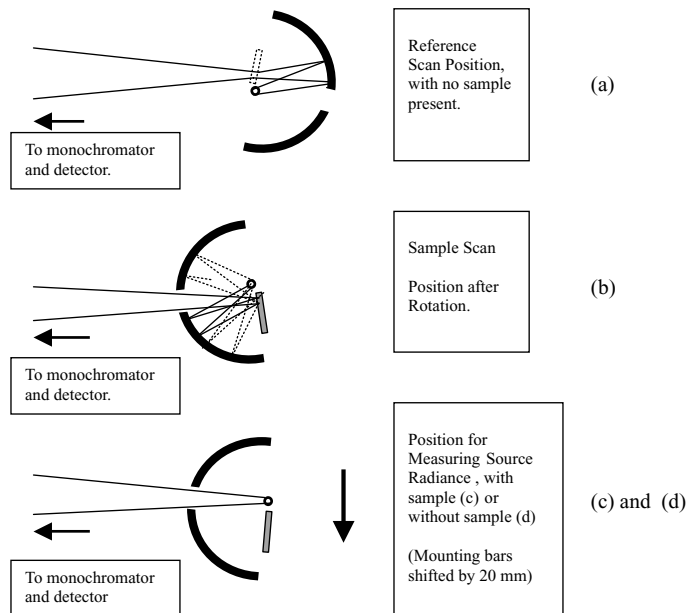 Reference
Scan Position,
with no sample
present.
(a)
To monochromator
and detector.
Sample Scan
Position after
Rotation.
(b)
To monochromator
and detector.
Position for
Measuring Source
Radiance , with
sample (c) or
without sample (d)
(Mounting bars
shifted by 20 mm)
(c) and (d)
To monochromator
and detector